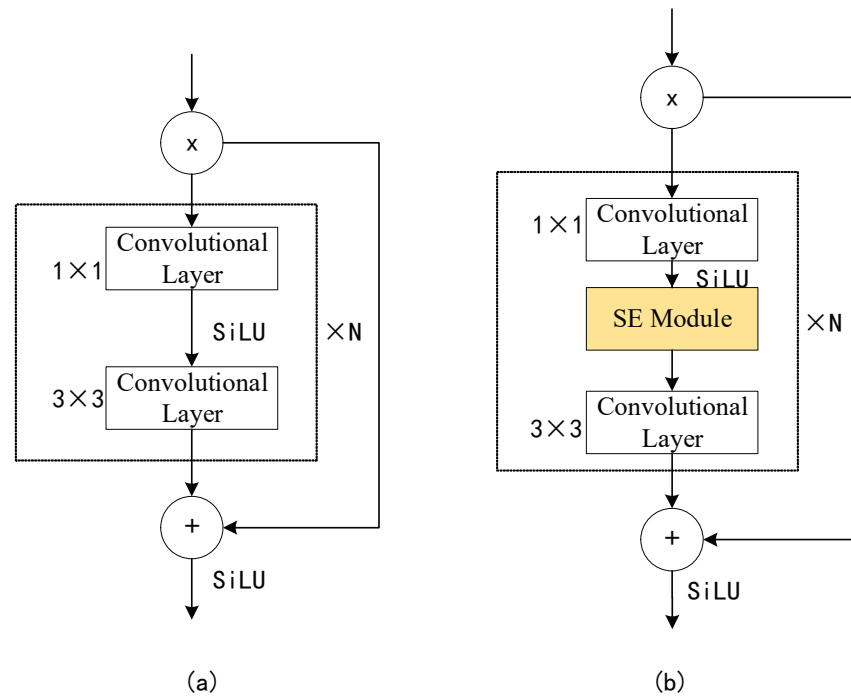 x
Convolutional
Layer
1×1
SiLU
×N
Convolutional
Layer
3×3
+
SiLU
(a)
x
Convolutional
Layer
1×1
SiLU
SE Module
×N
Convolutional
Layer
3×3
+
SiLU
(b)